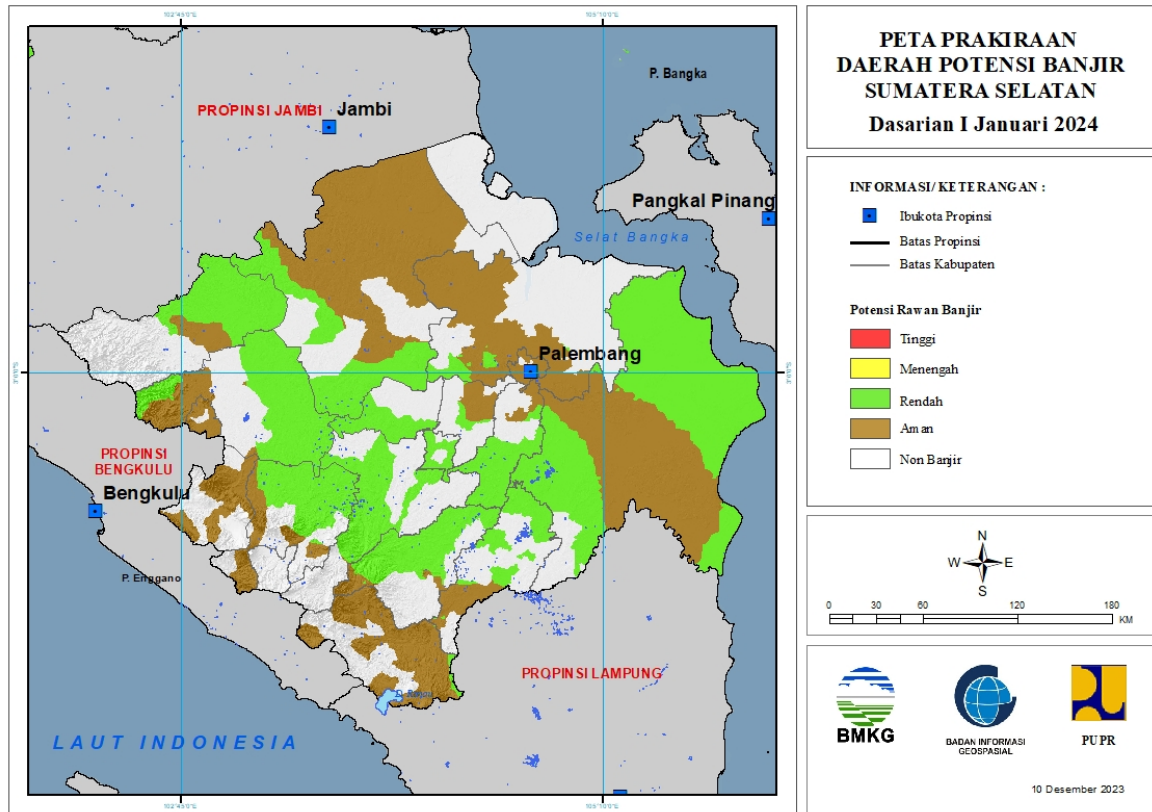 PETA PRAKIRAAN
DAERAH POTENSI BANJIR
SUMATERA SELATAN
Dasarian I Januari 2024
INFORMASI/ KETERANGAN :
Ibukota Propinsi
Batas Propinsi
Batas Kabupaten
Potensi Rawan Banjir
Tinggi
Menengah
Rendah
Aman
Non Banjir
N
W E
S
0 30 60 120 180
KM
BMKG
BADAN INFORMASI
GEOSPASIAL
PUPR
10 Desember 2023
P. Bangka
PROPINSI JAMBI
Jambi
Pangkal Pinang
Selat Bangka
Palembang
PROPINSI
BENGKULU
Bengkulu
P. Enggano
PROPINSI LAMPUNG
D. Ranau
LAUT INDONESIA